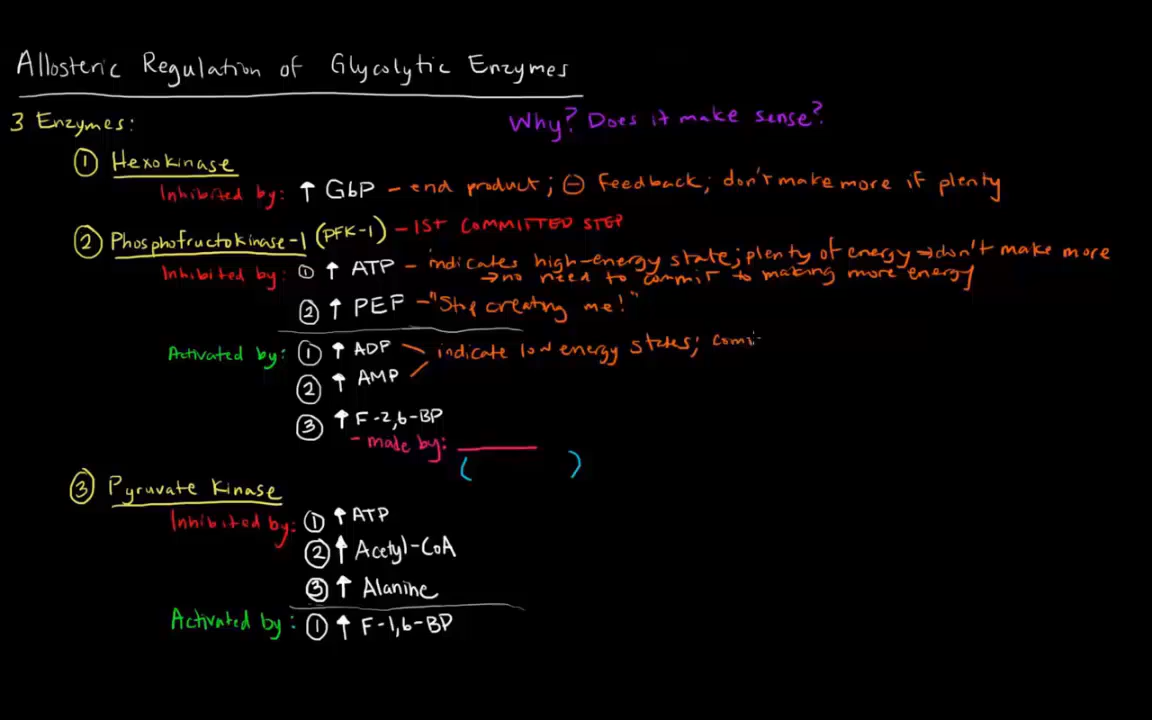 Allosteric Regulation of Glycolytic Enzymes
3 Enzymes:
Why? Does it make sense?
① Hexokinase
Inhibited by: ↑ G6P - end product; ⊖ feedback; don't make more if plenty
② Phosphofructokinase-1 (PFK-1) - 1ST COMMITTED STEP
Inhibited by: ① ↑ ATP - indicates high-energy state; plenty of energy → don't make more
→ no need to commit to making more energy
② ↑ PEP - "Stop creating me!"
Activated by: ① ↑ ADP
indicate low energy states; commi
② ↑ AMP
③ ↑ F-2,6-BP
- made by: ______
( )
③ Pyruvate Kinase
Inhibited by: ① ↑ ATP
② ↑ Acetyl-CoA
③ ↑ Alanine
Activated by: ① ↑ F-1,6-BP